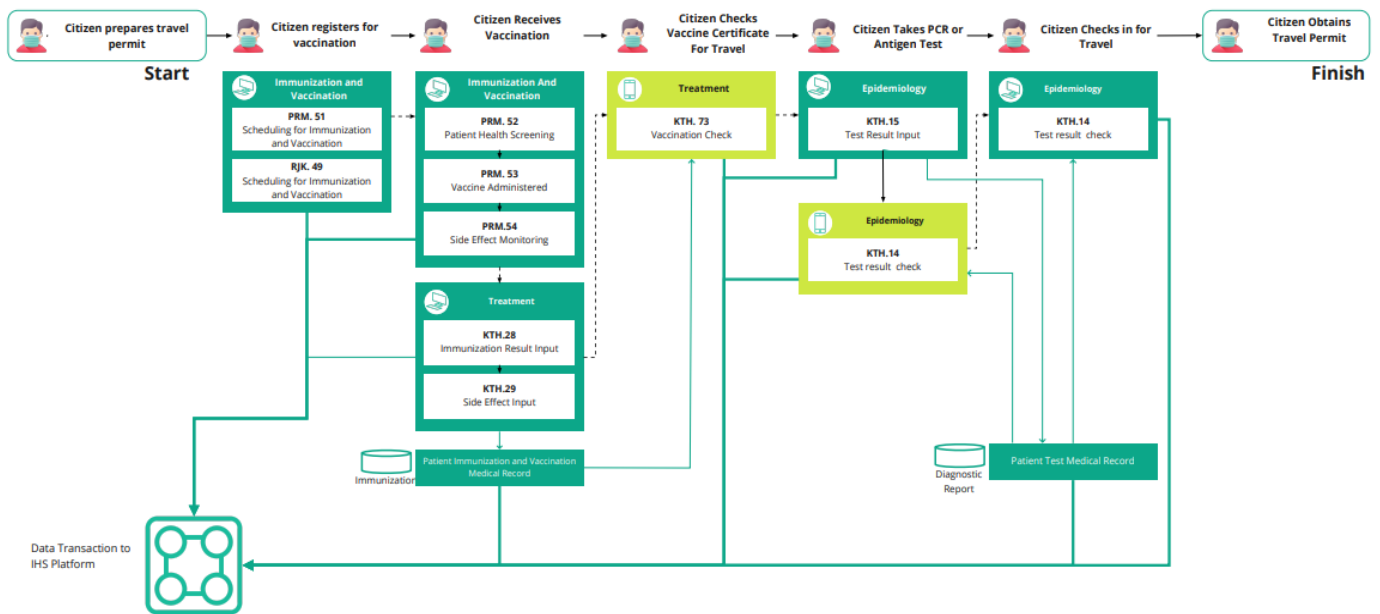 Citizen prepares travel
permit
Start
Citizen registers for
vaccination
Citizen Receives
Vaccination
Citizen Checks
Vaccine Certificate
For Travel
Citizen Takes PCR or
Antigen Test
Citizen Checks in for
Travel
Citizen Obtains
Travel Permit
Finish
Immunization and
Vaccination
PRM. 51
Scheduling for Immunization
and Vaccination
RJK. 49
Scheduling for Immunization
and Vaccination
Immunization And
Vaccination
PRM. 52
Patient Health Screening
PRM. 53
Vaccine Administered
PRM.54
Side Effect Monitoring
Treatment
KTH.28
Immunization Result Input
KTH.29
Side Effect Input
Immunization
Patient Immunization and Vaccination
Medical Record
Treatment
KTH. 73
Vaccination Check
Epidemiology
KTH.15
Test Result Input
Epidemiology
KTH.14
Test result check
Epidemiology
KTH.14
Test result check
Diagnostic
Report
Patient Test Medical Record
Data Transaction to
IHS Platform